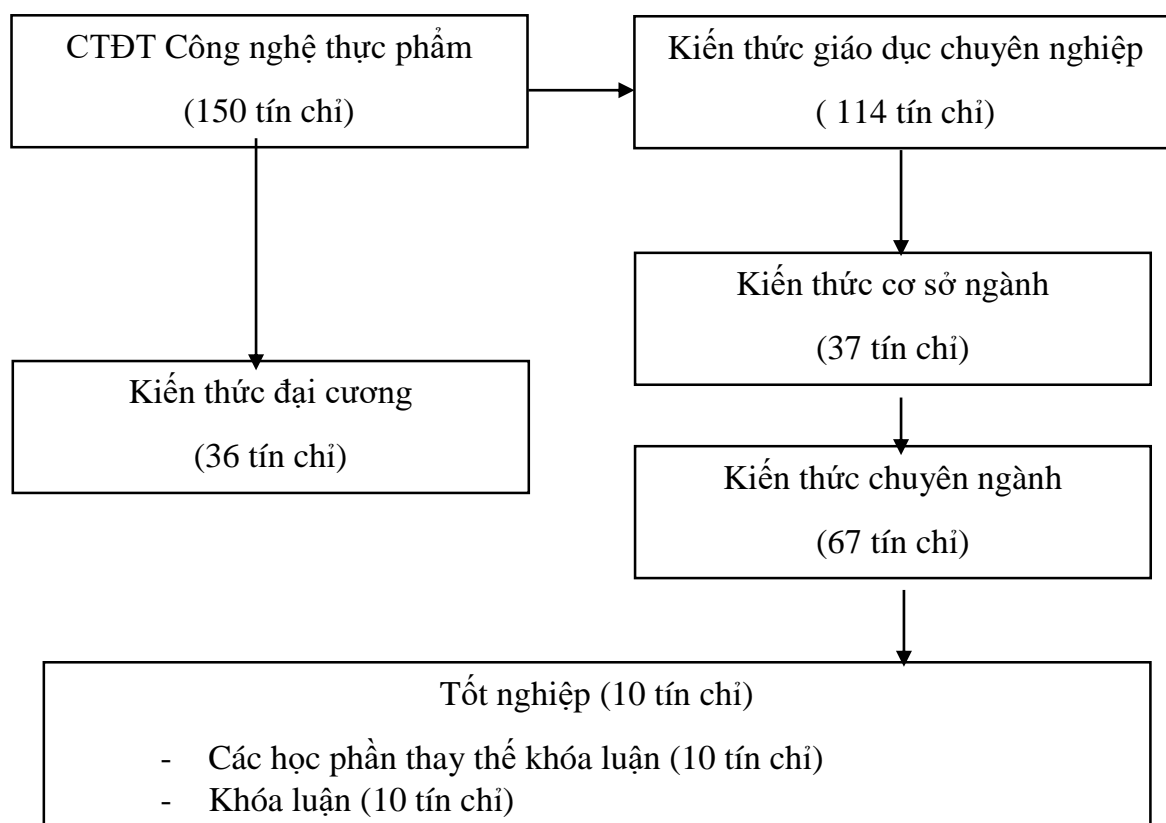 CTĐT Công nghệ thực phẩm
(150 tín chỉ)
Kiến thức giáo dục chuyên nghiệp
( 114 tín chỉ)
Kiến thức cơ sở ngành
(37 tín chỉ)
Kiến thức đại cương
(36 tín chỉ)
Kiến thức chuyên ngành
(67 tín chỉ)
Tốt nghiệp (10 tín chỉ)
- Các học phần thay thế khóa luận (10 tín chỉ)
- Khóa luận (10 tín chỉ)